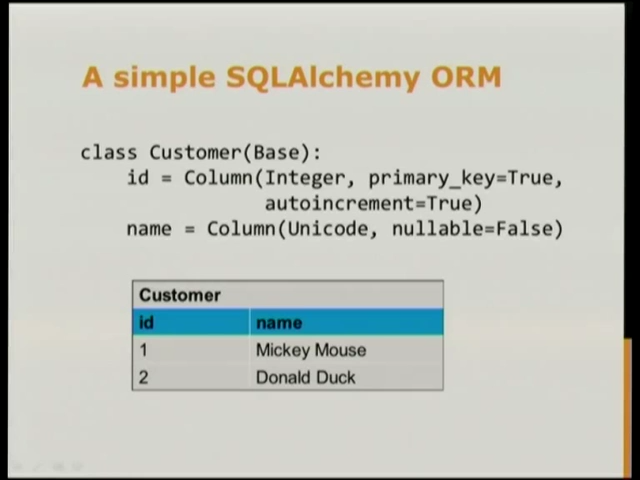 A simple SQLAlchemy ORM
class Customer(Base):
id = Column(Integer, primary_key=True,
autoincrement=True)
name = Column(Unicode, nullable=False)
Customer
id name
1 Mickey Mouse
2 Donald Duck